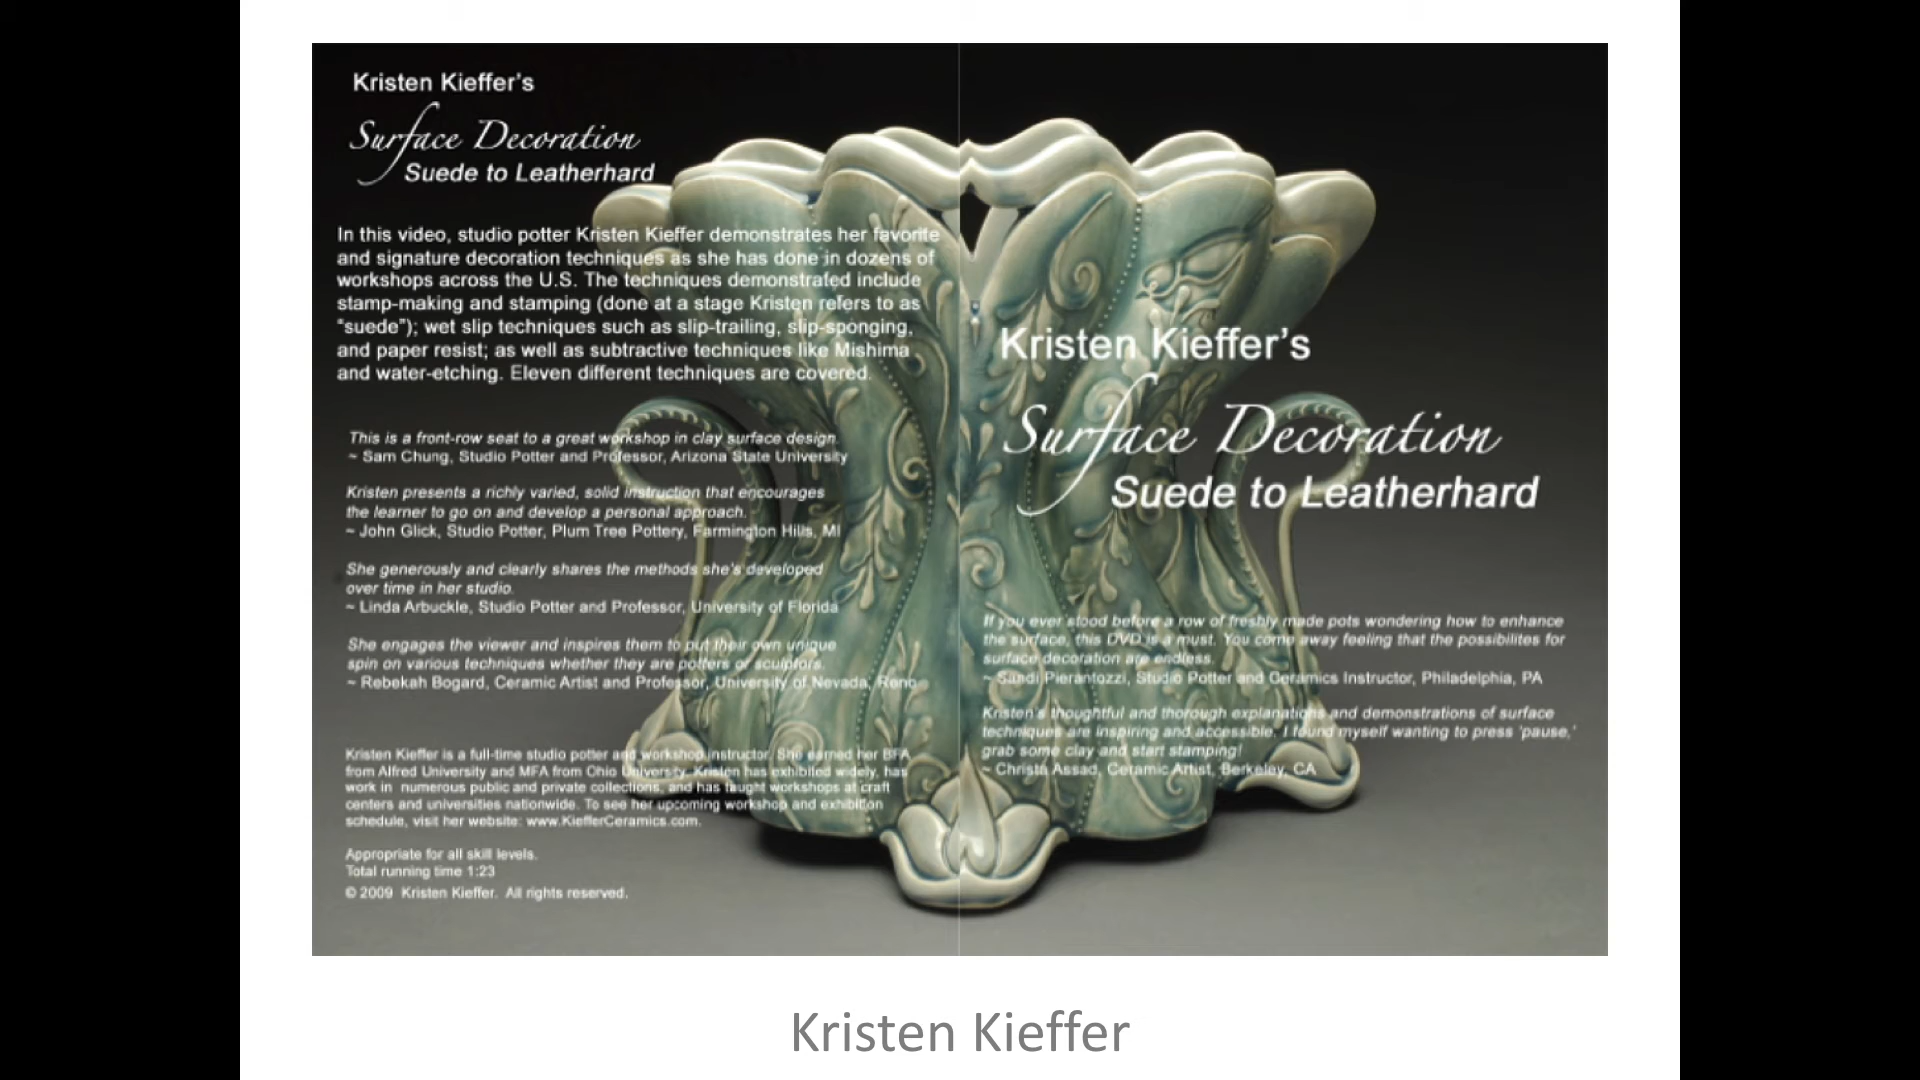 Kristen Kieffer's
Surface Decoration
Suede to Leatherhard
In this video, studio potter Kristen Kieffer demonstrates her favorite
and signature decoration techniques as she has done in dozens of
workshops across the U.S. The techniques demonstrated include
stamp-making and stamping (done at a stage Kristen refers to as
"suede"); wet slip techniques such as slip-trailing, slip-sponging,
and paper resist; as well as subtractive techniques like Mishima
and water-etching. Eleven different techniques are covered.
This is a front-row seat to a great workshop in clay surface design.
~ Sam Chung, Studio Potter and Professor, Arizona State University
Kristen presents a richly varied, solid instruction that encourages
the learner to go on and develop a personal approach.
~ John Glick, Studio Potter, Plum Tree Pottery, Farmington Hills, MI
She generously and clearly shares the methods she's developed
over time in her studio.
~ Linda Arbuckle, Studio Potter and Professor, University of Florida
She engages the viewer and inspires them to put their own unique
spin on various techniques whether they are potters or sculptors.
~ Rebekah Bogard, Ceramic Artist and Professor, University of Nevada, Reno
Kristen Kieffer is a full-time studio potter and workshop instructor. She earned her BFA
from Alfred University and MFA from Ohio University. Kristen has exhibited widely, has
work in numerous public and private collections, and has taught workshops at craft
centers and universities nationwide. To see her upcoming workshop and exhibition
schedule, visit her website: www.KiefferCeramics.com.
Appropriate for all skill levels.
Total running time 1:23
© 2009 Kristen Kieffer. All rights reserved.
Kristen Kieffer's
Surface Decoration
Suede to Leatherhard
If you ever stood before a row of freshly made pots wondering how to enhance
the surface, this DVD is a must. You come away feeling that the possibilites for
surface decoration are endless.
~ Sandi Pierantozzi, Studio Potter and Ceramics Instructor, Philadelphia, PA
Kristen's thoughtful and thorough explanations and demonstrations of surface
techniques are inspiring and accessible. I found myself wanting to press 'pause,'
grab some clay and start stamping!
~ Christa Assad, Ceramic Artist, Berkeley, CA
Kristen Kieffer